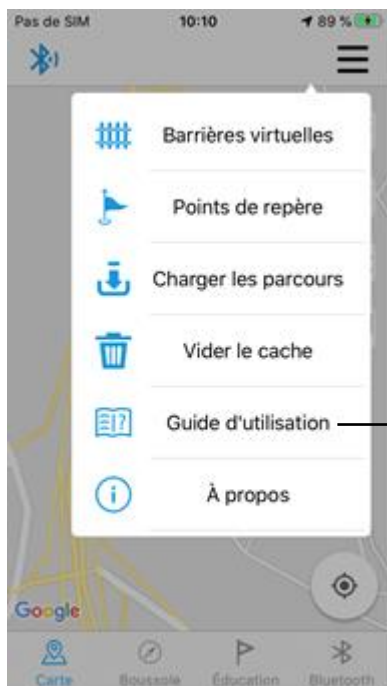 Pas de SIM 10:10 89 %
Barrières virtuelles
Points de repère
Charger les parcours
Vider le cache
Guide d'utilisation
À propos
Google
Carte Boussole Éducation Bluetooth